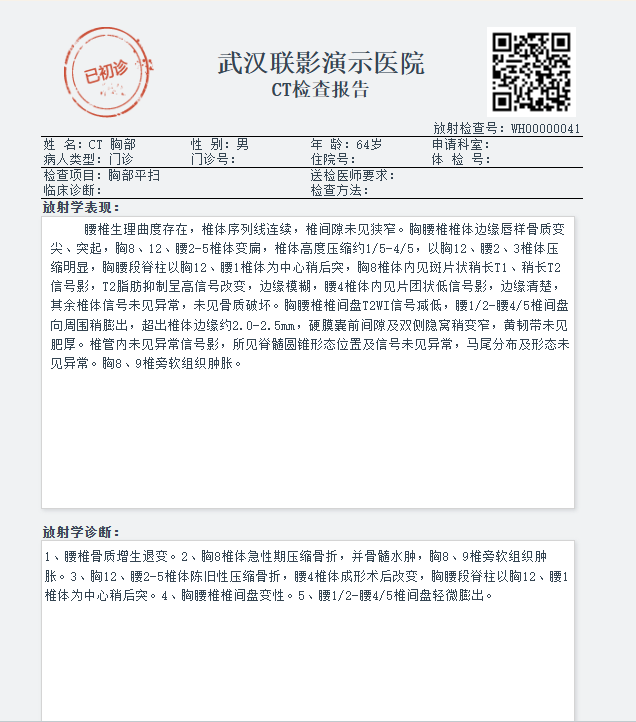 已初诊
武汉联影演示医院
CT检查报告
放射检查号: WH00000041
姓 名: CT 胸部 性 别: 男 年 龄: 64岁 申请科室:
病人类型: 门诊 门诊号: 住院号: 体 检 号:
检查项目: 胸部平扫 送检医师要求:
临床诊断: 检查方法:
放射学表现:
腰椎生理曲度存在，椎体序列线连续，椎间隙未见狭窄。胸腰椎椎体边缘唇样骨质变
尖、突起，胸8、12、腰2-5椎体变扁，椎体高度压缩约1/5-4/5，以胸12、腰2、3椎体压
缩明显，胸腰段脊柱以胸12、腰1椎体为中心稍后突，胸8椎体内见斑片状稍长T1、稍长T2
信号影，T2脂肪抑制呈高信号改变，边缘模糊，腰4椎体内见片团状低信号影，边缘清楚，
其余椎体信号未见异常，未见骨质破坏。胸腰椎椎间盘T2WI信号减低，腰1/2-腰4/5椎间盘
向周围稍膨出，超出椎体边缘约2.0-2.5mm，硬膜囊前间隙及双侧隐窝稍变窄，黄韧带未见
肥厚。椎管内未见异常信号影，所见脊髓圆锥形态位置及信号未见异常，马尾分布及形态未
见异常。胸8、9椎旁软组织肿胀。
放射学诊断:
1、腰椎骨质增生退变。2、胸8椎体急性期压缩骨折，并骨髓水肿，胸8、9椎旁软组织肿
胀。3、胸12、腰2-5椎体陈旧性压缩骨折，腰4椎体成形术后改变，胸腰段脊柱以胸12、腰1
椎体为中心稍后突。4、胸腰椎椎间盘变性。5、腰1/2-腰4/5椎间盘轻微膨出。